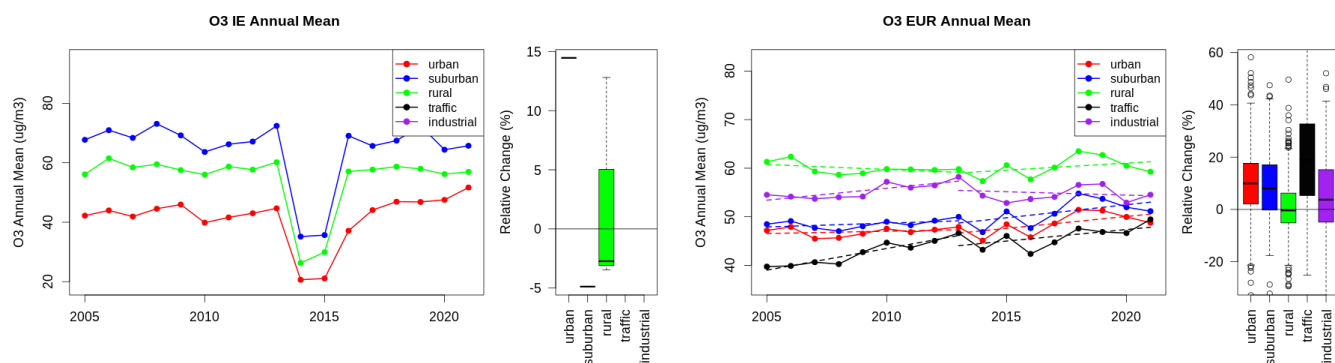 O3 IE Annual Mean
O3 Annual Mean (ug/m3)
80
60
40
20
2005
2010
2015
2020
urban
suburban
rural
traffic
industrial
Relative Change (%)
15
10
5
0
-5
urban
suburban
rural
traffic
industrial
O3 EUR Annual Mean
O3 Annual Mean (ug/m3)
80
70
60
50
40
2005
2010
2015
2020
urban
suburban
rural
traffic
industrial
Relative Change (%)
60
40
20
0
-20
urban
suburban
rural
traffic
industrial